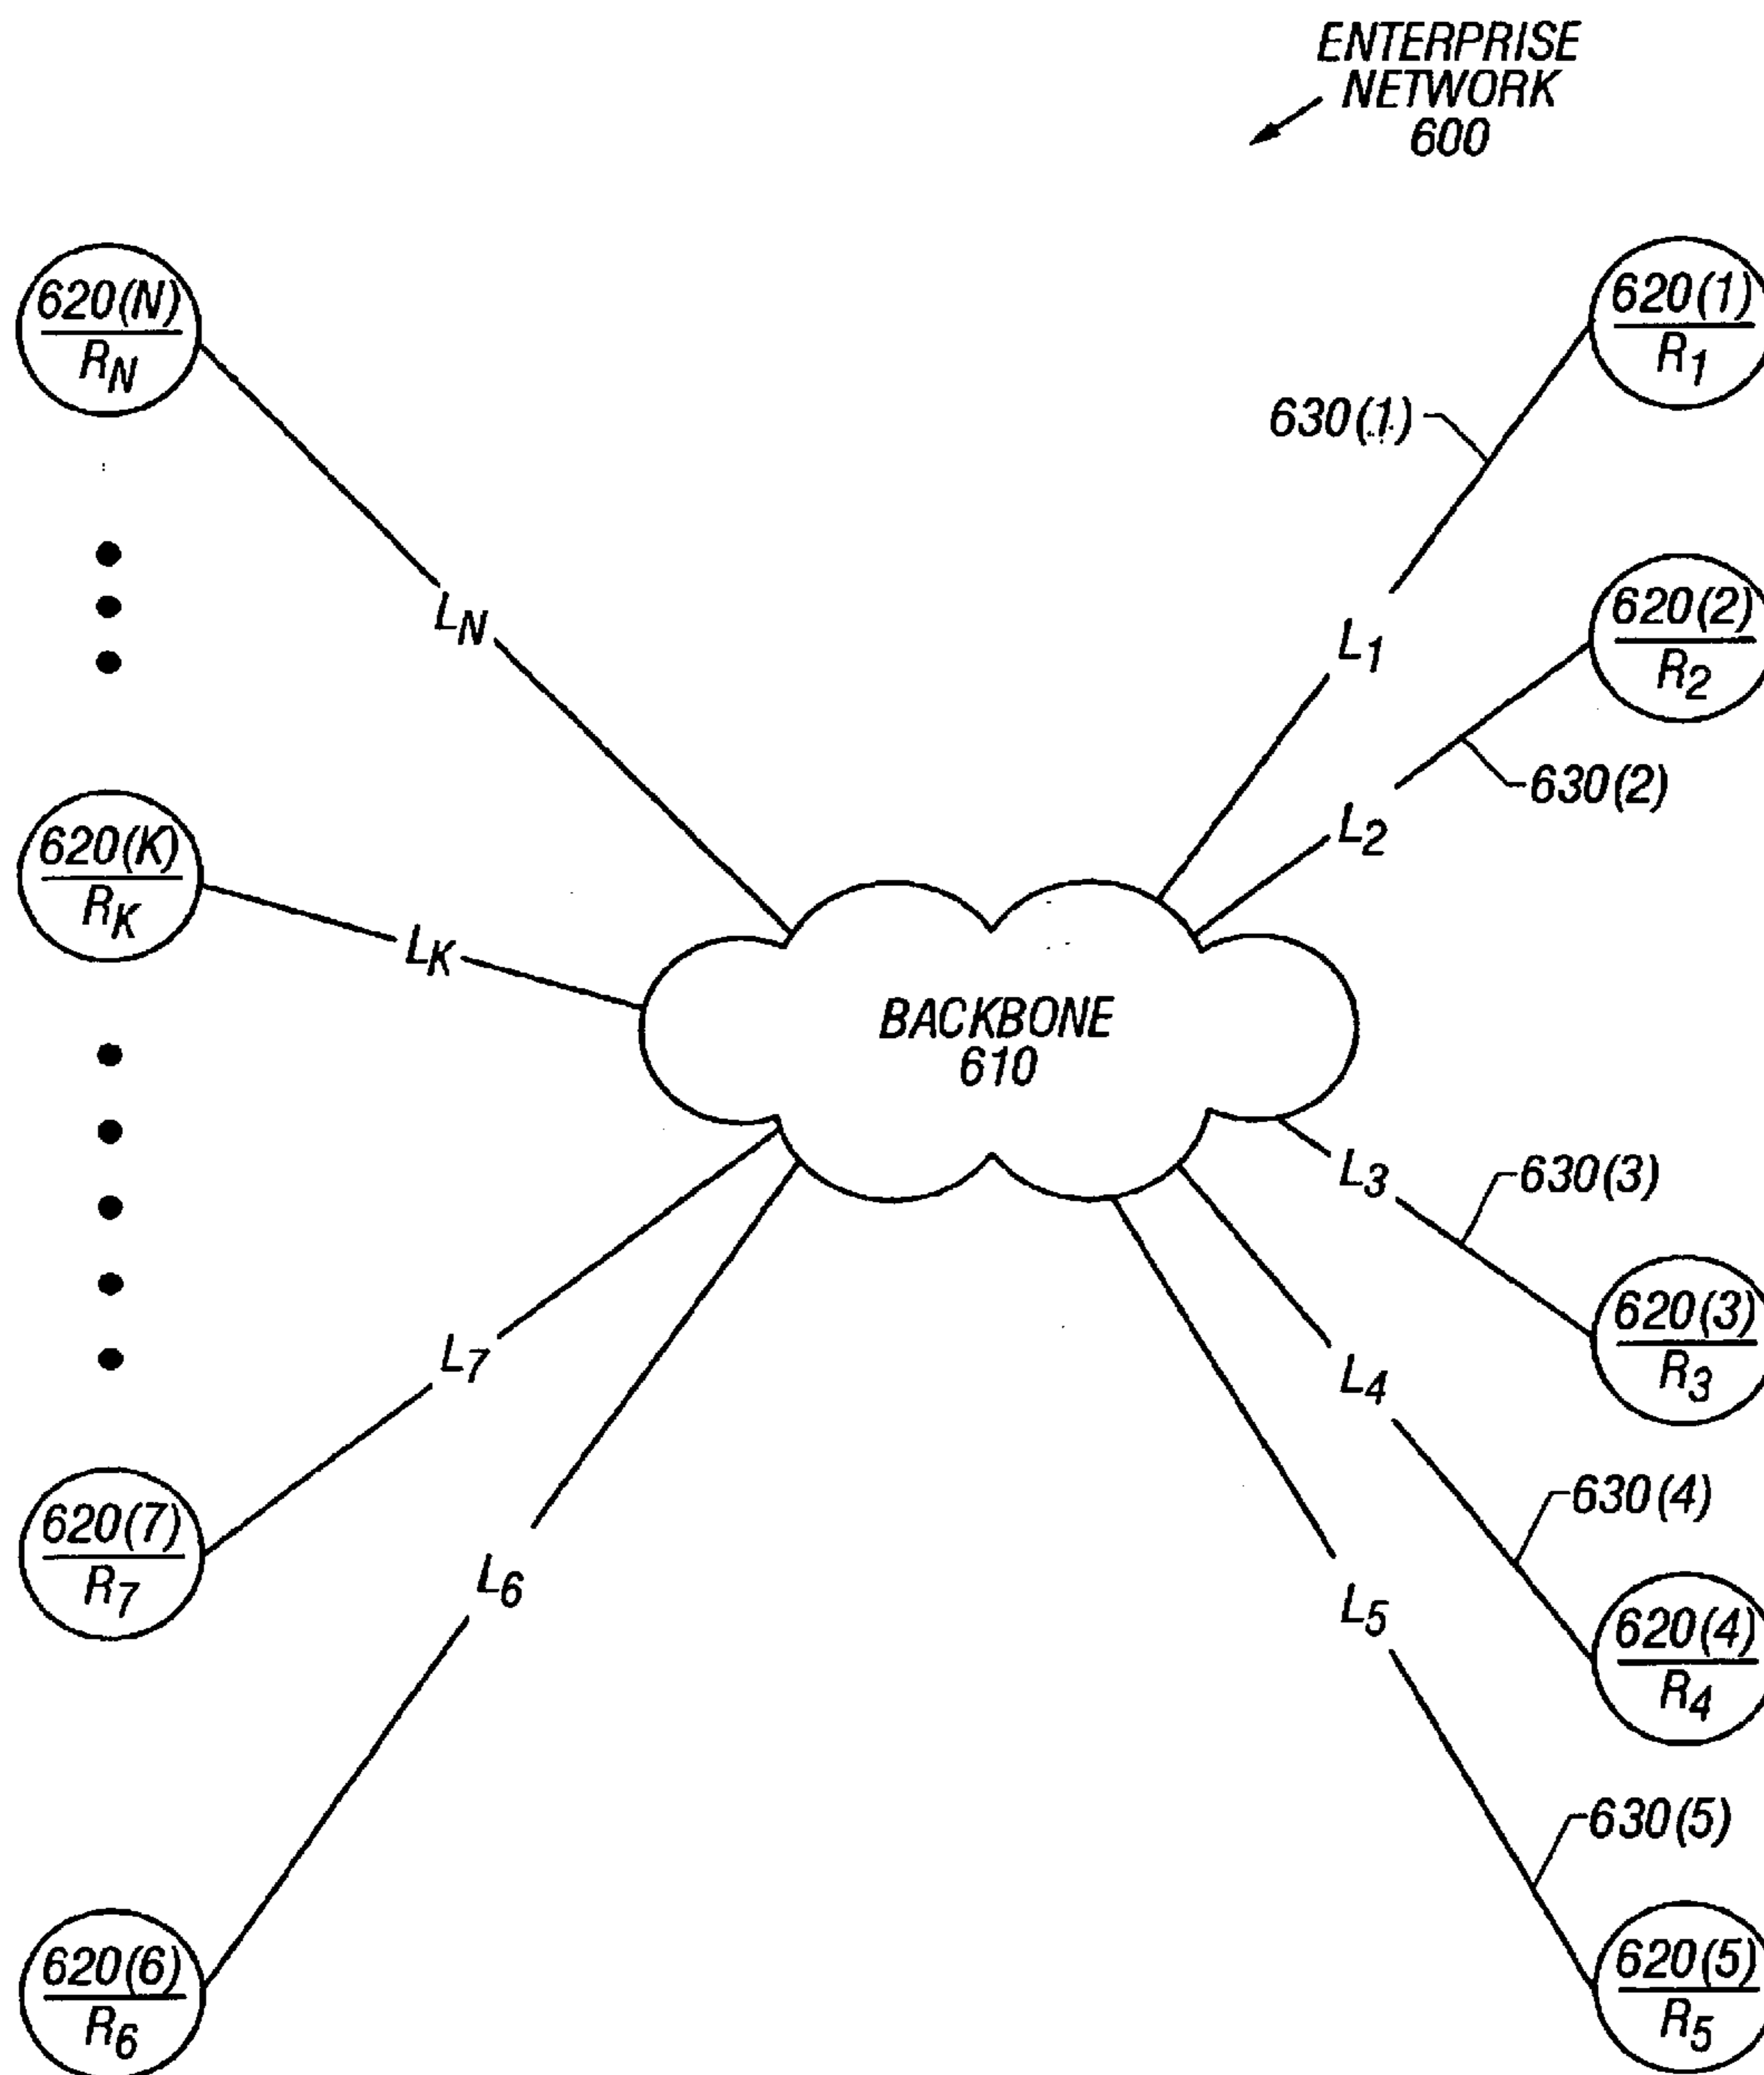 ENTERPRISE
NETWORK
600
620(N)
R_N
620(1)
R_1
630(1)
L_N
L_1
620(2)
R_2
630(2)
L_2
620(K)
R_K
L_K
BACKBONE
610
L_3
630(3)
620(3)
R_3
L_7
L_4
630(4)
620(7)
R_7
L_6
L_5
620(4)
R_4
630(5)
620(6)
R_6
620(5)
R_5